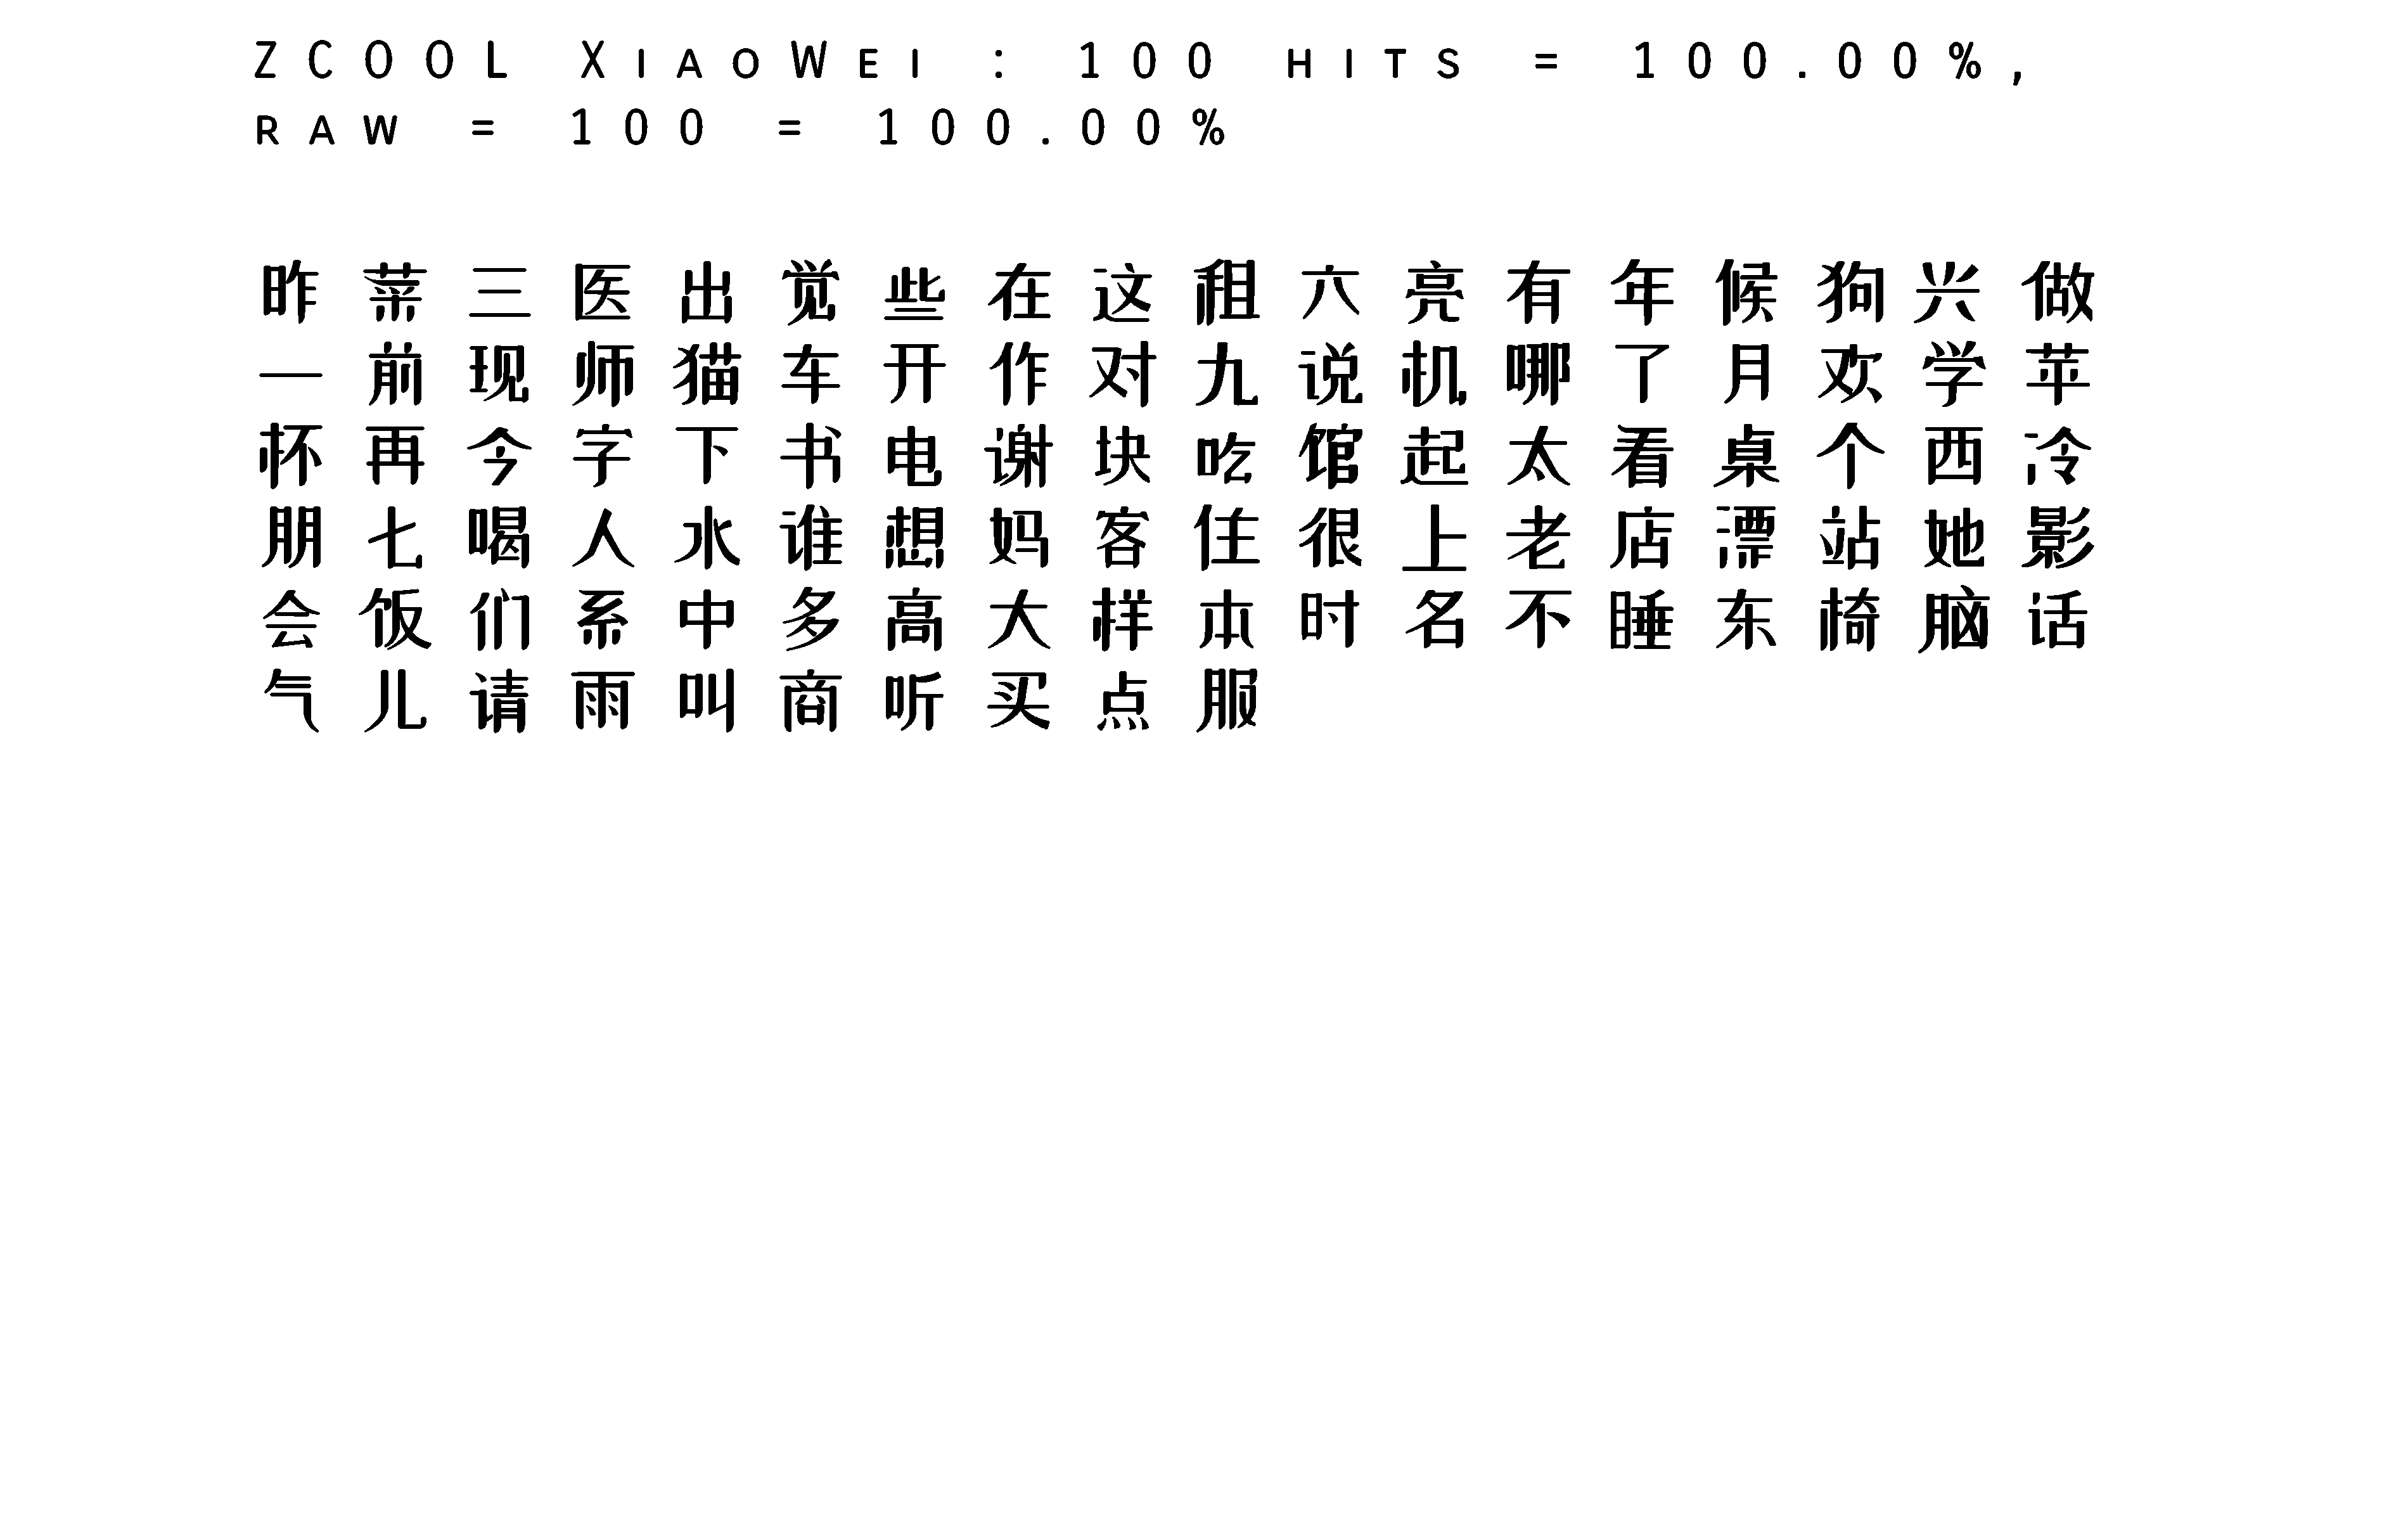 ZCOOL XiaoWei : 100 hits = 100.00%,
raw = 100 = 100.00%
昨菜三医出觉些在这租六亮有年候狗兴做
一前现师猫车开作对九说机哪了月欢学苹
杯再今字下书电谢块吃馆起太看桌个西冷
朋七喝人水谁想妈客住很上老店漂站她影
会饭们系中多高大样本时名不睡东椅脑话
气儿请雨叫商听买点服